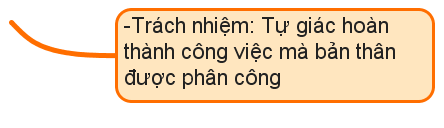 -Trách nhiệm: Tự giác hoàn
thành công việc mà bản thân
được phân công